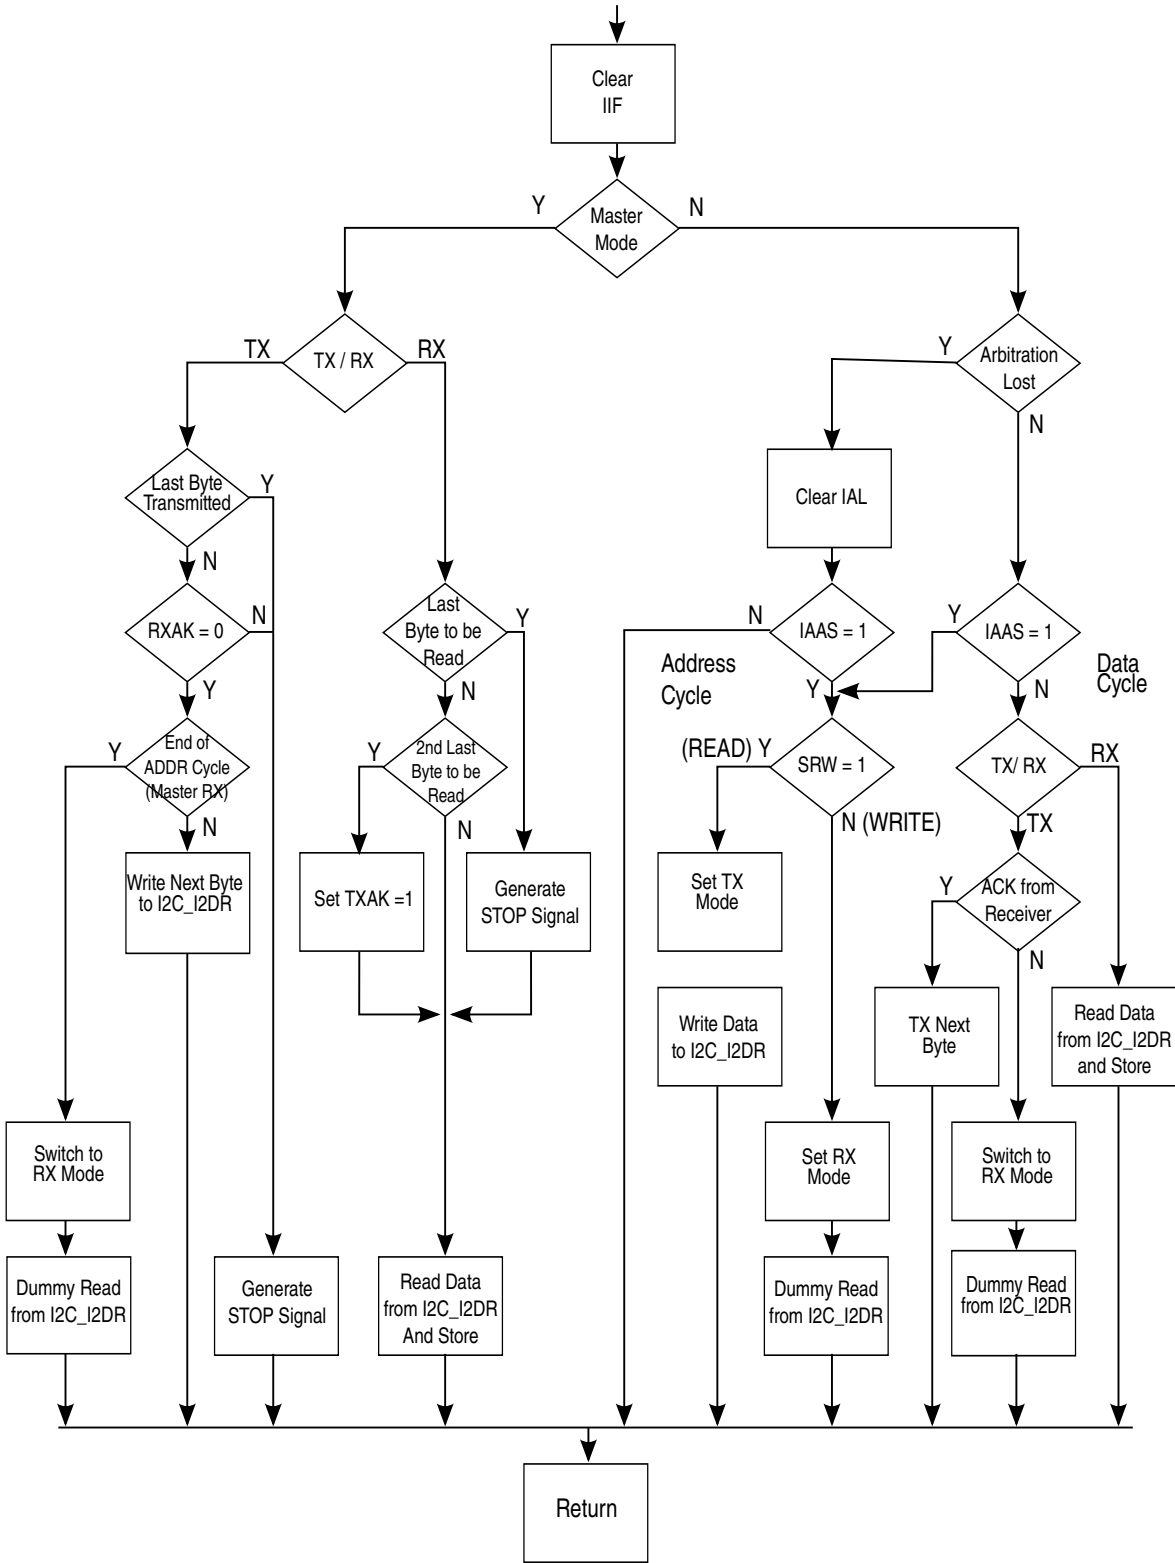 Clear
IIF
Y
Master
Mode
N
TX
TX / RX
RX
Y
Arbitration
Lost
N
Last Byte
Transmitted
Y
N
Clear IAL
RXAK = 0
N
Y
Last
Byte to be
Read
Y
N
N
IAAS = 1
Y
Address
Cycle
Y
IAAS = 1
N
Data
Cycle
Y
End of
ADDR Cycle
(Master RX)
N
Y
2nd Last
Byte to be
Read
N
(READ) Y
SRW = 1
N (WRITE)
TX/ RX
RX
TX
Write Next Byte
to I2C_I2DR
Set TXAK =1
Generate
STOP Signal
Set TX
Mode
Y
ACK from
Receiver
N
Write Data
to I2C_I2DR
TX Next
Byte
Read Data
from I2C_I2DR
and Store
Switch to
RX Mode
Set RX
Mode
Switch to
RX Mode
Dummy Read
from I2C_I2DR
Generate
STOP Signal
Read Data
from I2C_I2DR
And Store
Dummy Read
from I2C_I2DR
Dummy Read
from I2C_I2DR
Return